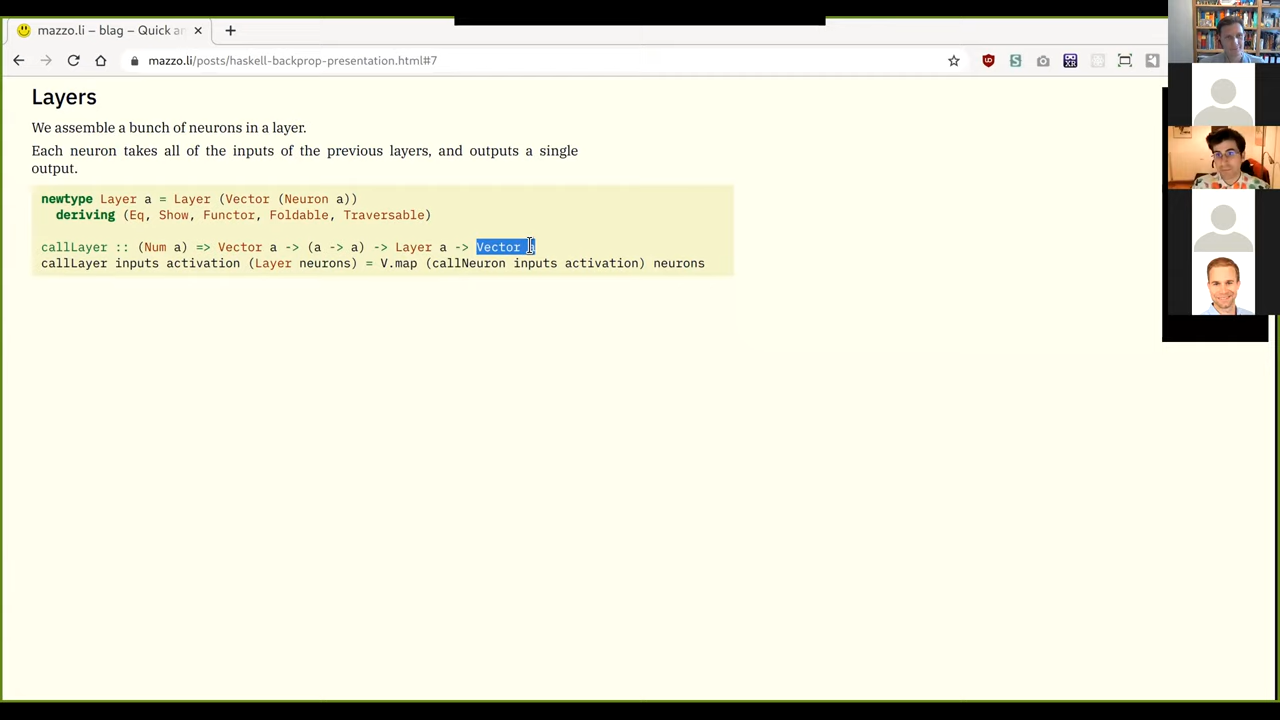 mazzo.li – blag – Quick an
mazzo.li/posts/haskell-backprop-presentation.html#7
Layers
We assemble a bunch of neurons in a layer.
Each neuron takes all of the inputs of the previous layers, and outputs a single
output.
newtype Layer a = Layer (Vector (Neuron a))
deriving (Eq, Show, Functor, Foldable, Traversable)
callLayer :: (Num a) => Vector a -> (a -> a) -> Layer a -> Vector a
callLayer inputs activation (Layer neurons) = V.map (callNeuron inputs activation) neurons